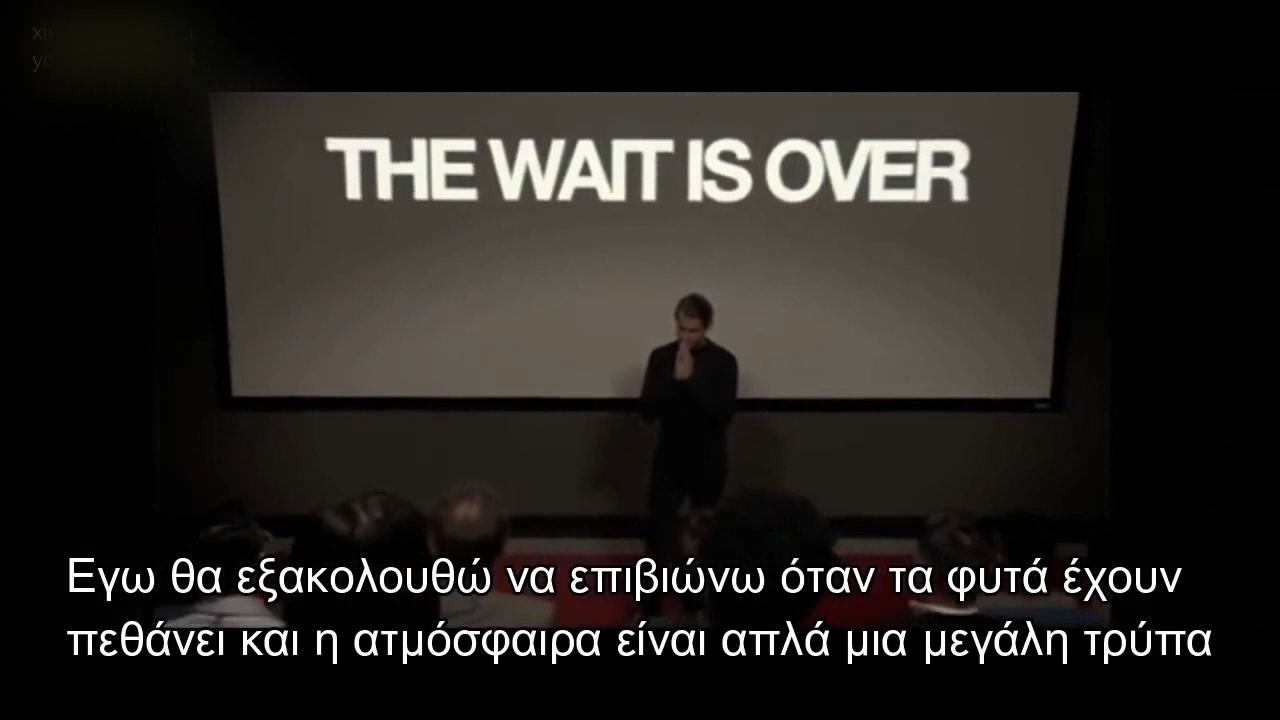 THE WAIT IS OVER
Εγω θα εξακολουθώ να επιβιώνω όταν τα φυτά έχουν
πεθάνει και η ατμόσφαιρα είναι απλά μια μεγάλη τρύπα